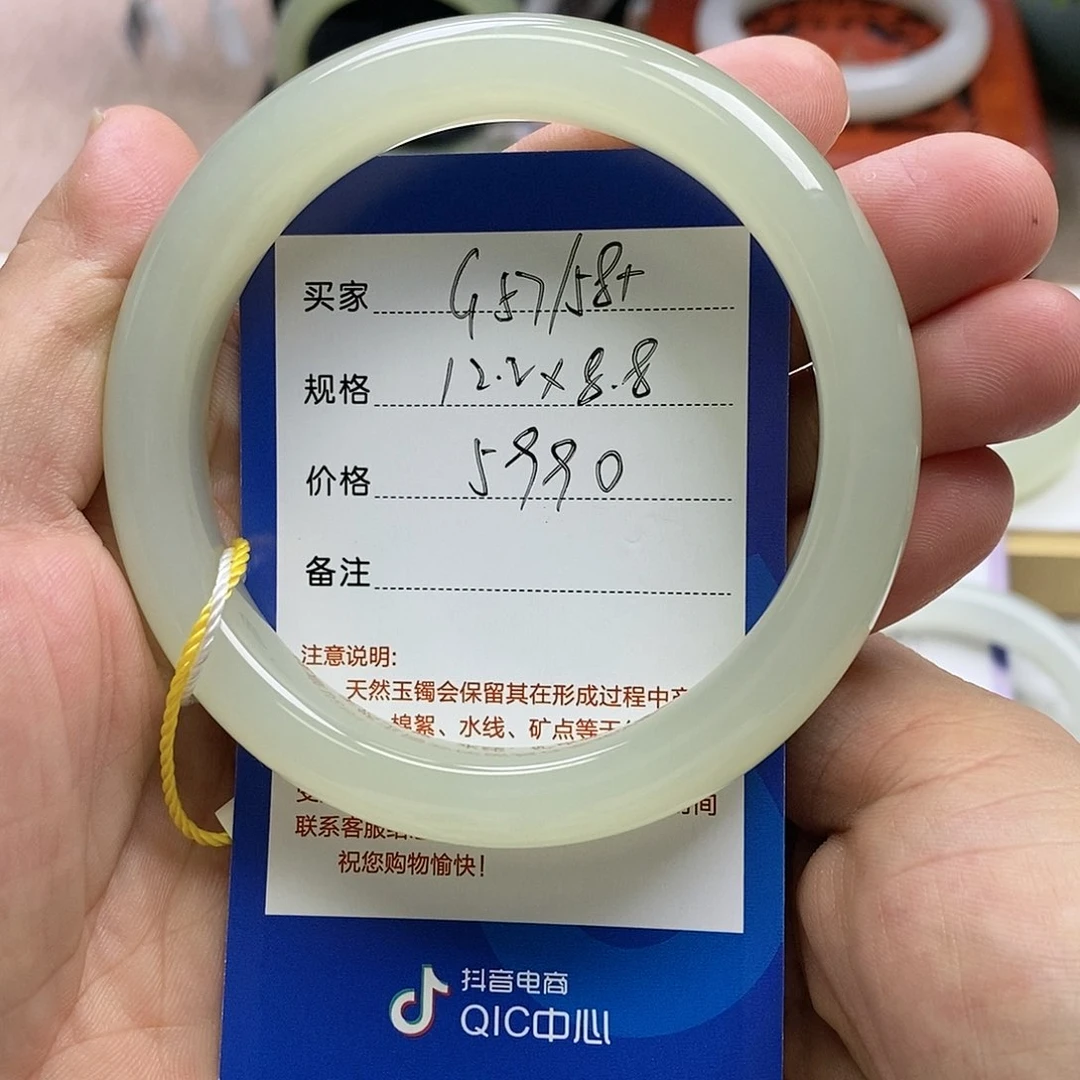 买家 G57/58+
规格 12.2×8.8
价格 5990
备注
注意说明:
天然玉镯会保留其在形成过程中
棉絮、水线、矿点等
联系客服
祝您购物愉快!
抖音电商
QIC中心